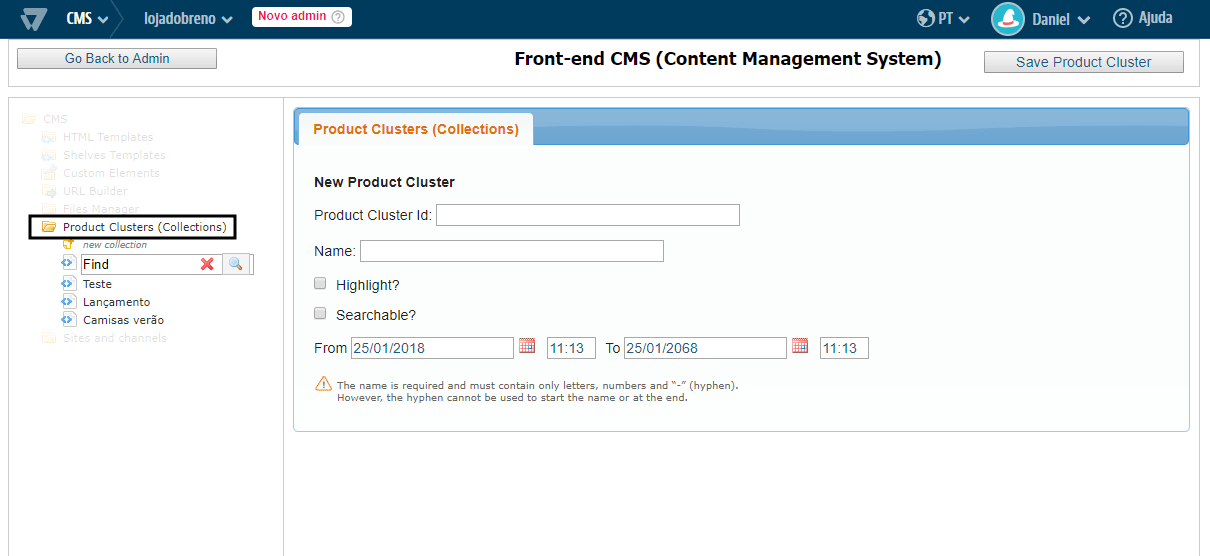 CMS lojadobreno Novo admin PT Daniel Ajuda
Go Back to Admin Front-end CMS (Content Management System) Save Product Cluster
CMS
HTML Templates
Shelves Templates
Custom Elements
URL Builder
Files Manager
Product Clusters (Collections)
new collection
Find
Teste
Lançamento
Camisas verão
Sites and channels
Product Clusters (Collections)
New Product Cluster
Product Cluster Id:
Name:
Highlight?
Searchable?
From 25/01/2018 11:13 To 25/01/2068 11:13
The name is required and must contain only letters, numbers and “-” (hyphen).
However, the hyphen cannot be used to start the name or at the end.